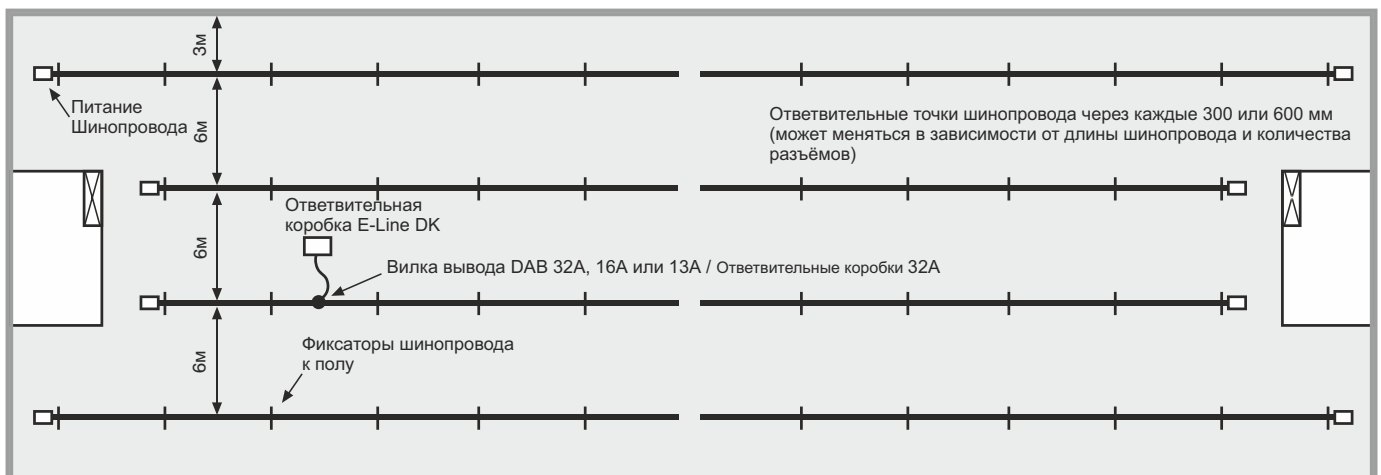 3м
Питание
Шинопровода
6м
Ответвительные точки шинопровода через каждые 300 или 600 мм
(может меняться в зависимости от длины шинопровода и количества
разъёмов)
Ответвительная
коробка E-Line DK
6м
Вилка вывода DAB 32A, 16A или 13A / Ответвительные коробки 32A
Фиксаторы шинопровода
к полу
6м